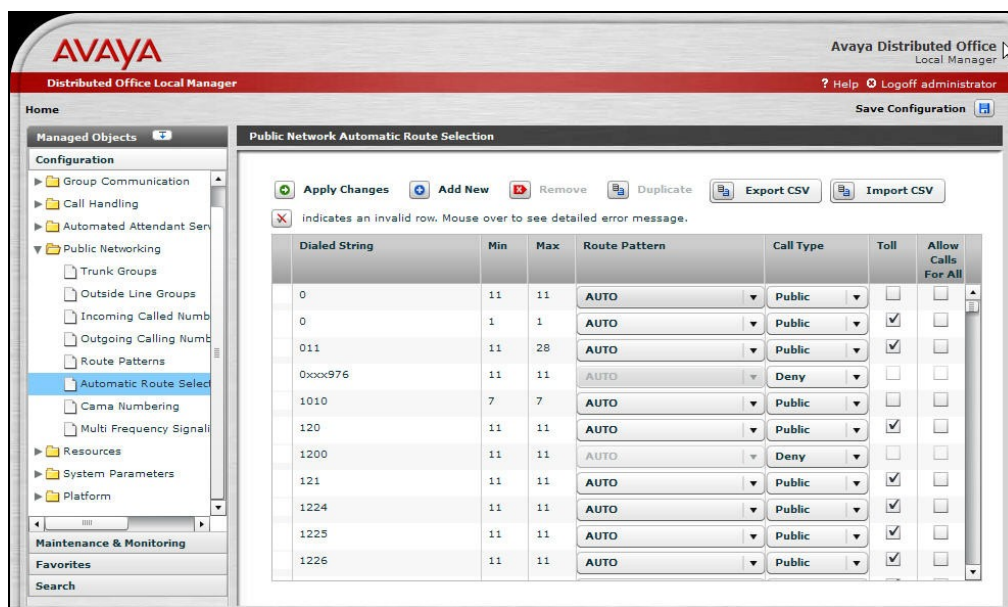 AVAYA
Avaya Distributed Office
Local Manager
Distributed Office Local Manager
? Help Logoff administrator
Home
Save Configuration
Managed Objects
Public Network Automatic Route Selection
Configuration
Group Communication
Call Handling
Automated Attendant Serv
Public Networking
Trunk Groups
Outside Line Groups
Incoming Called Numb
Outgoing Calling Numb
Route Patterns
Automatic Route Select
Cama Numbering
Multi Frequency Signali
Resources
System Parameters
Platform
Maintenance & Monitoring
Favorites
Search
Apply Changes Add New Remove Duplicate Export CSV Import CSV
indicates an invalid row. Mouse over to see detailed error message.
Dialed String Min Max Route Pattern Call Type Toll Allow Calls For All
0 11 11 AUTO Public
0 1 1 AUTO Public
011 11 28 AUTO Public
0xxx976 11 11 AUTO Deny
1010 7 7 AUTO Public
120 11 11 AUTO Public
1200 11 11 AUTO Deny
121 11 11 AUTO Public
1224 11 11 AUTO Public
1225 11 11 AUTO Public
1226 11 11 AUTO Public